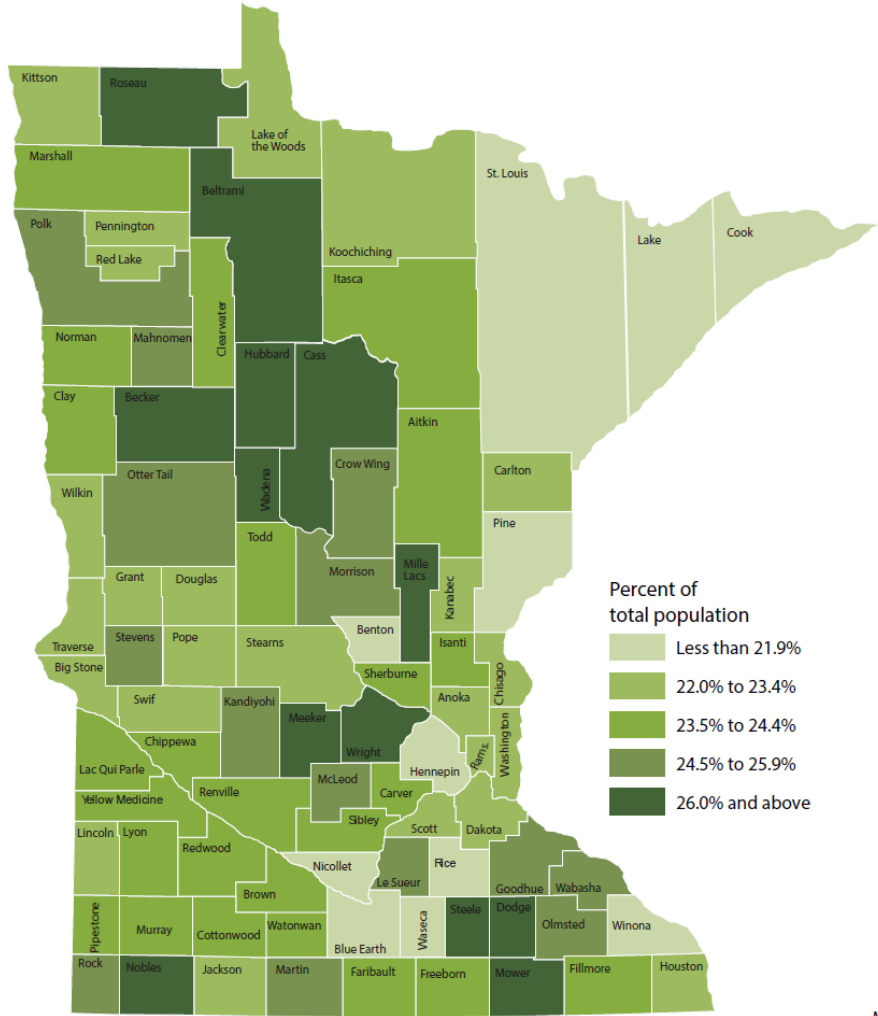 Kittson
Roseau
Lake of
the Woods
Marshall
Beltrami
St. Louis
Polk
Pennington
Koochiching
Lake
Cook
Red Lake
Itasca
Clearwater
Norman
Mahnomen
Hubbard
Cass
Clay
Becker
Aitkin
Otter Tail
Wadena
Crow Wing
Carlton
Wilkin
Pine
Todd
Morrison
Mille
Lacs
Kanabec
Grant
Douglas
Percent of
total population
Benton
Traverse
Stevens
Pope
Stearns
Isanti
Less than 21.9%
Big Stone
Sherburne
Chisago
22.0% to 23.4%
Swif
Kandiyohi
Anoka
Meeker
23.5% to 24.4%
Chippewa
Wright
Rams.
Washington
24.5% to 25.9%
Lac Qui Parle
Hennepin
McLeod
Renville
Carver
26.0% and above
Yellow Medicine
Sibley
Lincoln
Lyon
Scott
Dakota
Redwood
Nicollet
Rice
Le Sueur
Goodhue
Wabasha
Brown
Pipestone
Murray
Cottonwood
Watonwan
Blue Earth
Waseca
Steele
Dodge
Olmsted
Winona
Rock
Nobles
Jackson
Martin
Faribault
Freeborn
Mower
Fillmore
Houston